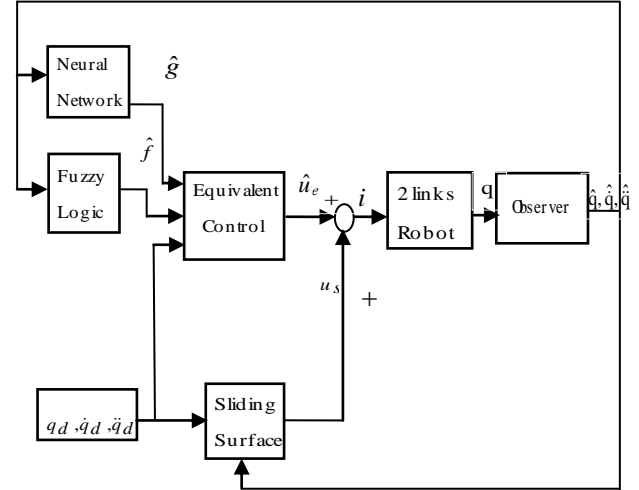 Neural
Network
ĝ
f̂
Fuzzy
Logic
Equivalent
Control
û_e
+
i
2 links
Robot
q
Observer
q̂, q̂̇, q̂̈
u_s
+
q_d ,q̇_d ,q̈_d
Sliding
Surface